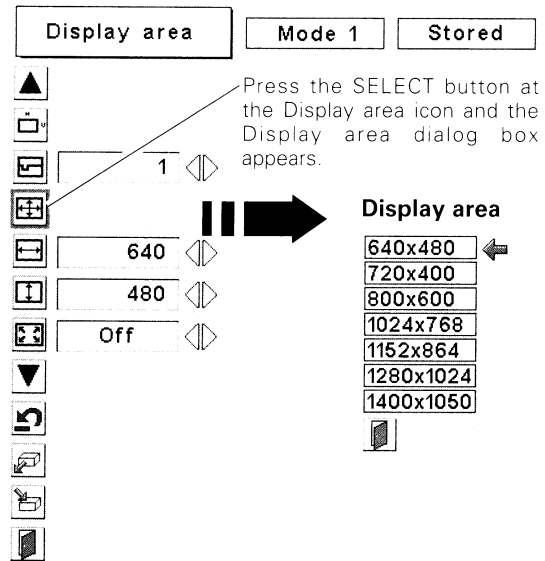 Display area
Mode 1
Stored
Press the SELECT button at
the Display area icon and the
Display area dialog box
appears.
H
V
1
640
480
Off
Display area
640x480
720x400
800x600
1024x768
1152x864
1280x1024
1400x1050